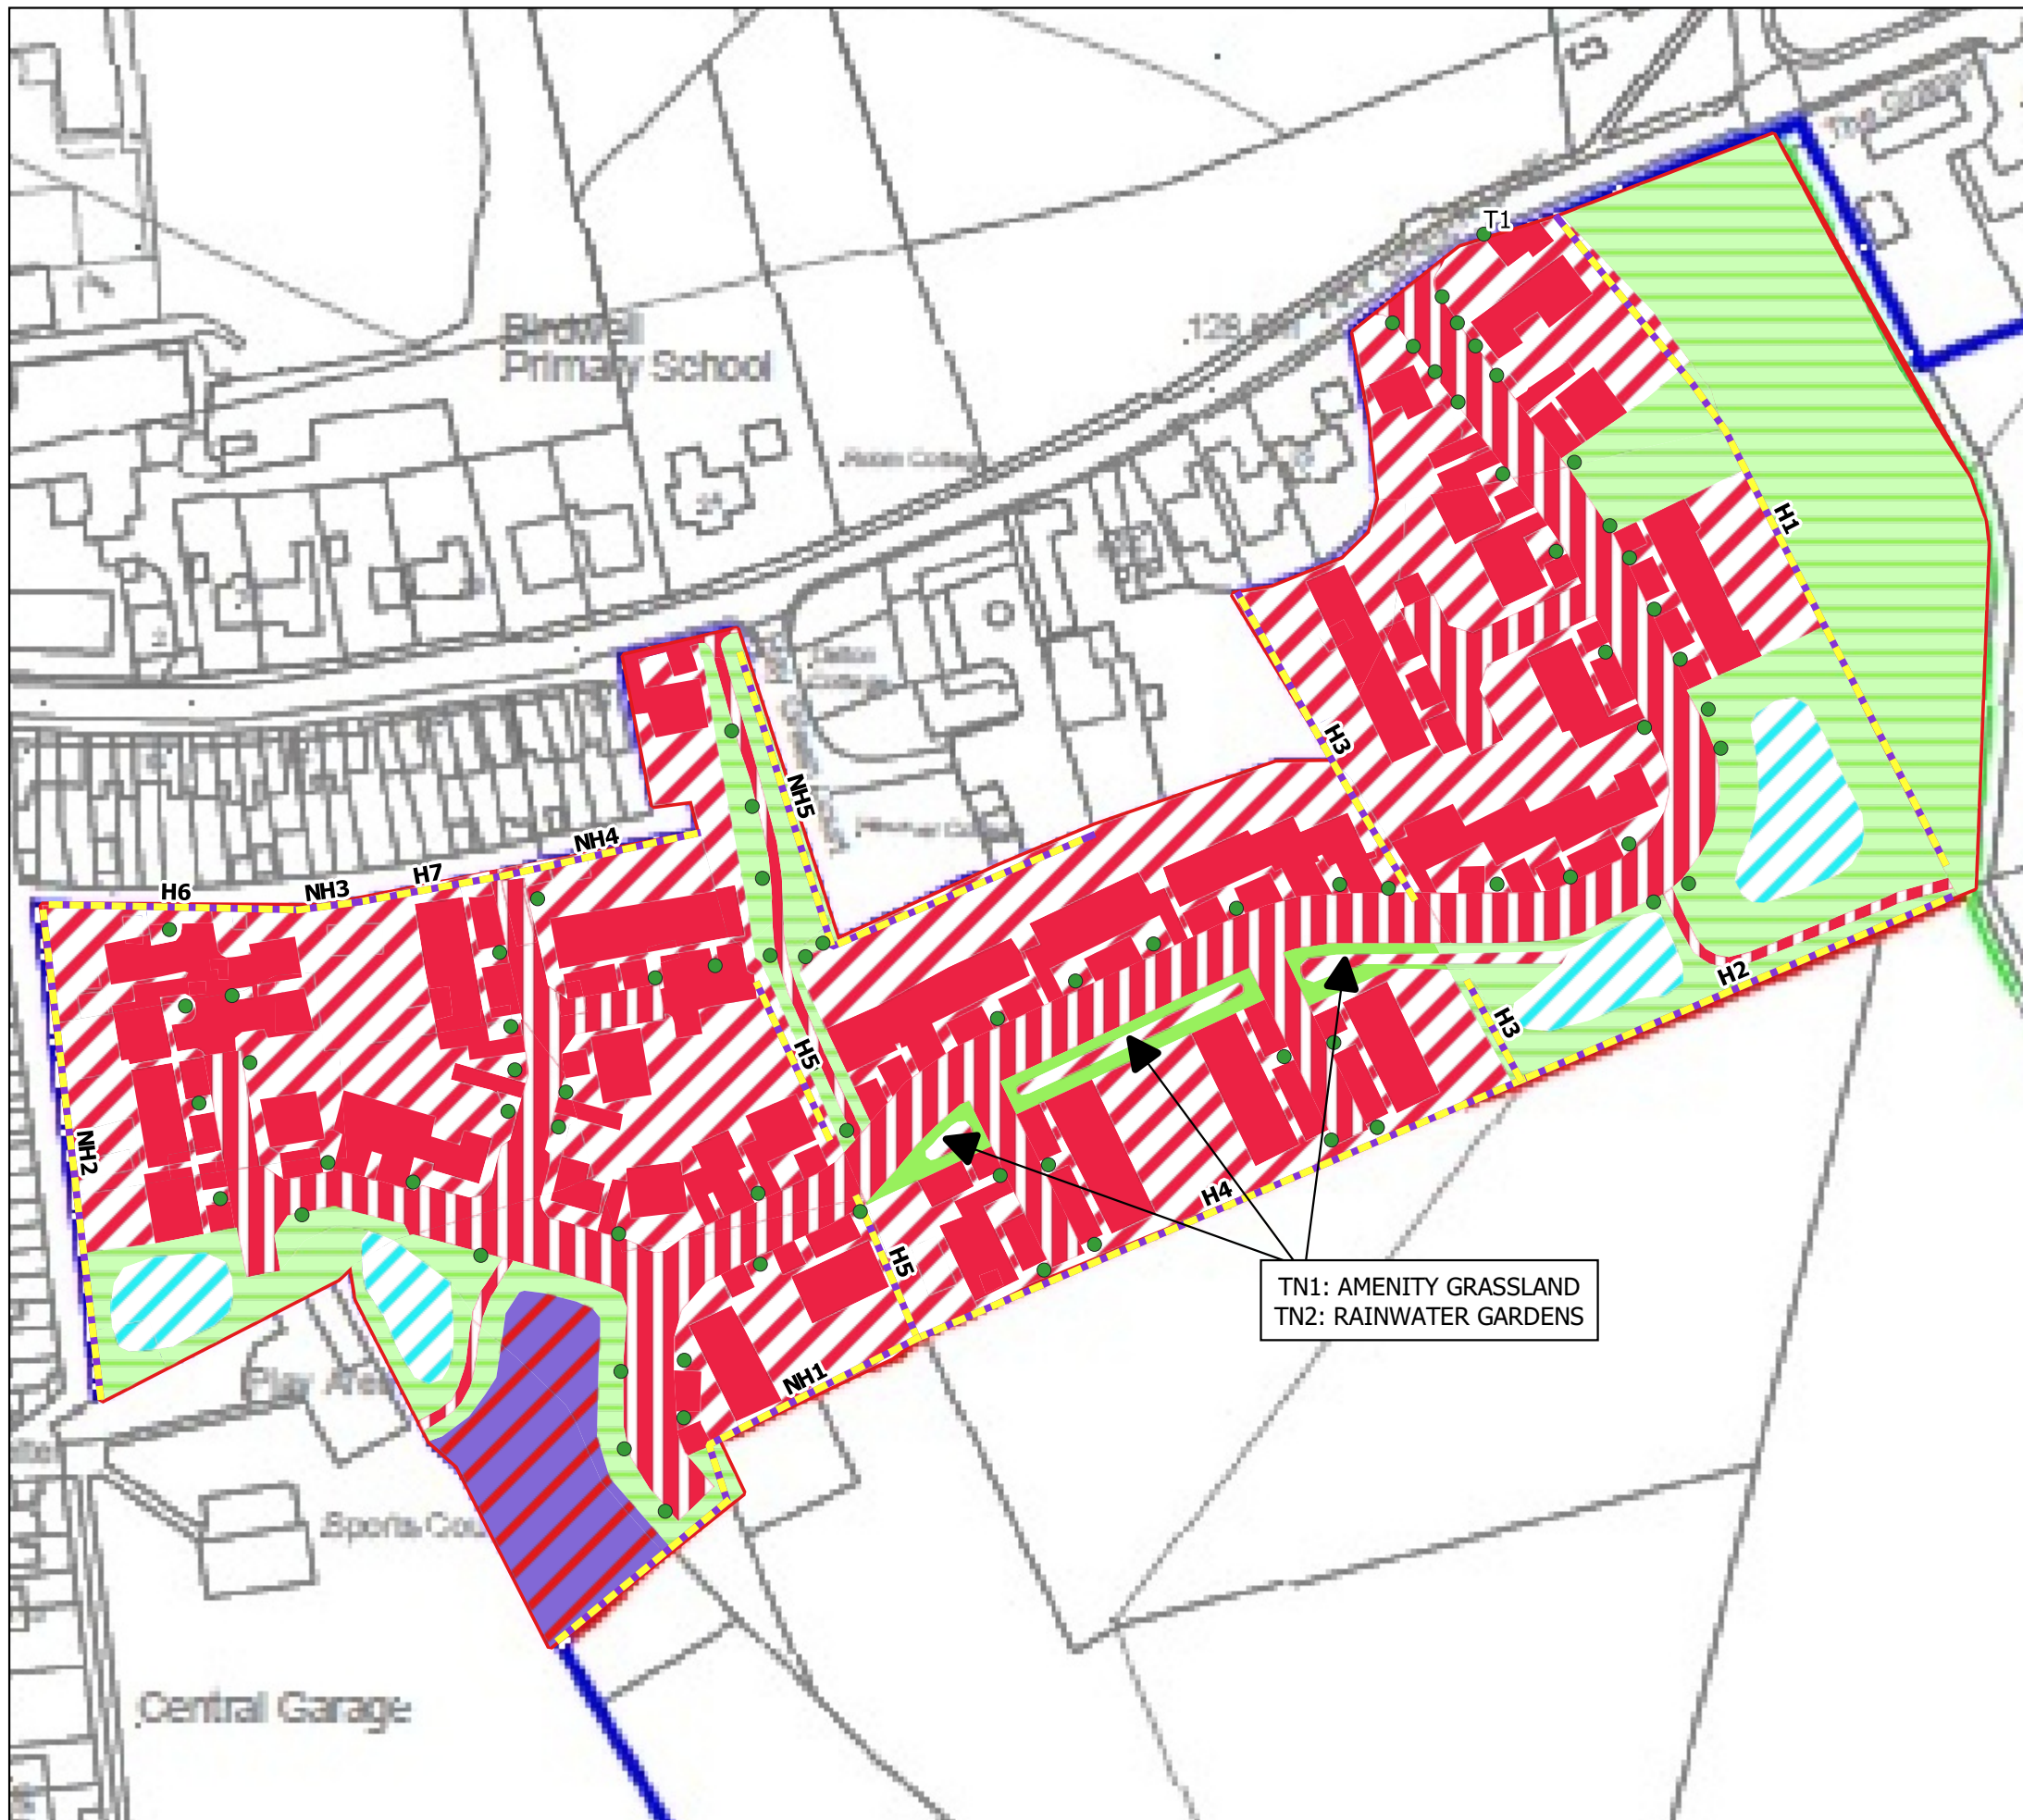 T1
Birdwell
Primary School
H1
H3
NH5
NH4
H7
H6
NH3
H2
H3
H5
NH2
H4
H5
TN1: AMENITY GRASSLAND
TN2: RAINWATER GARDENS
NH1
Play Area
Sports Cou
Central Garage